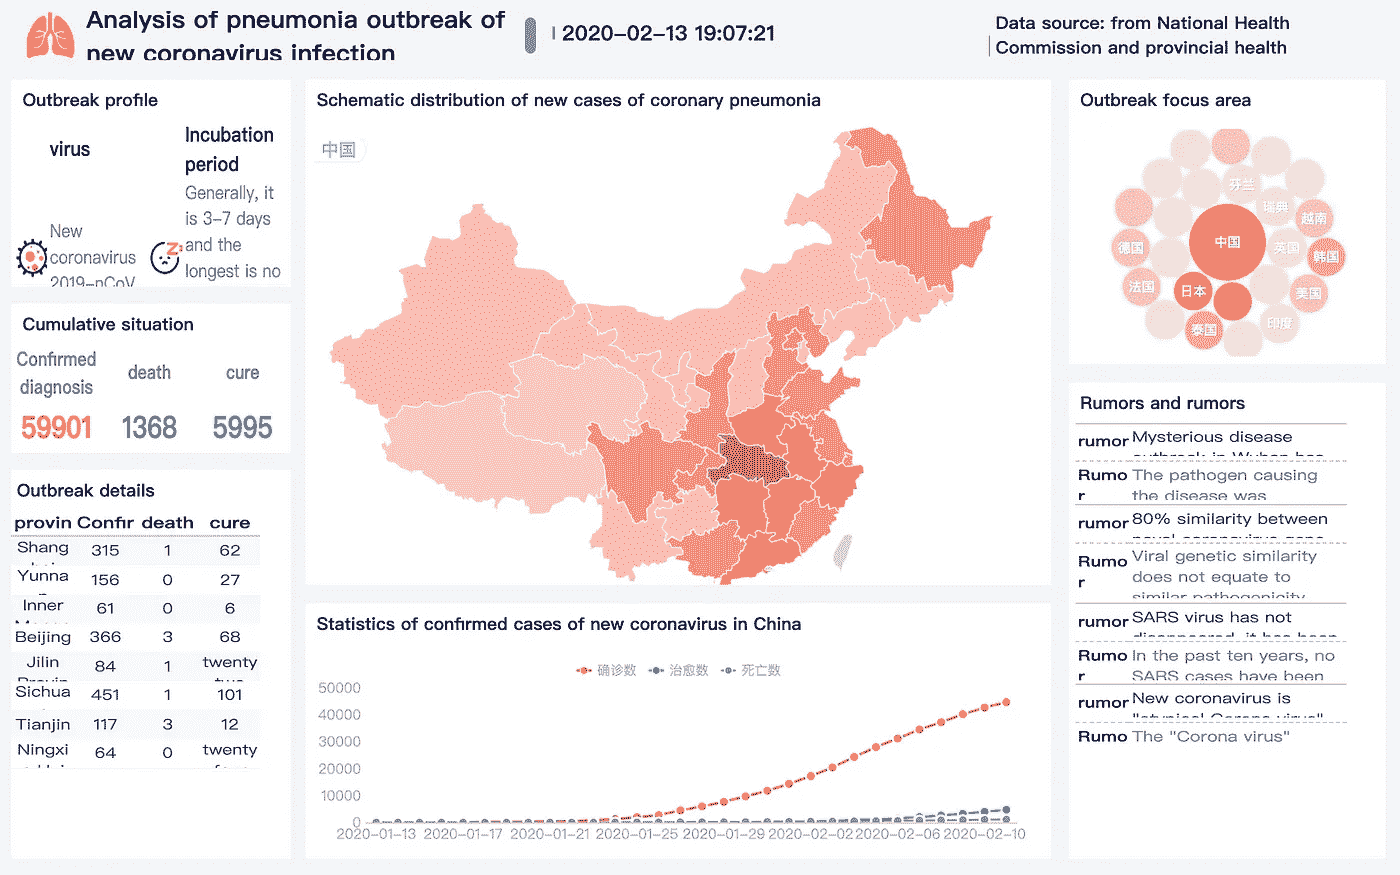 Analysis of pneumonia outbreak of
new coronavirus infection
2020-02-13 19:07:21
Data source: from National Health
Commission and provincial health
Outbreak profile
virus
New
coronavirus
2019-nCoV
Incubation
period
Generally, it
is 3-7 days
and the
longest is no
Cumulative situation
Confirmed
diagnosis
death
cure
59901
1368
5995
Outbreak details
provin Confir death cure
Shang 315 1 62
Yunna 156 0 27
Inner 61 0 6
Beijing 366 3 68
Jilin 84 1 twenty
Sichua 451 1 101
Tianjin 117 3 12
Ningxi 64 0 twenty
Schematic distribution of new cases of coronary pneumonia
中国
Statistics of confirmed cases of new coronavirus in China
确诊数 治愈数 死亡数
50000
40000
30000
20000
10000
0
2020-01-13 2020-01-17 2020-01-21 2020-01-25 2020-01-29 2020-02-02 2020-02-06 2020-02-10
Outbreak focus area
芬兰
瑞典
越南
德国
中国
英国
韩国
法国
日本
美国
泰国
印度
Rumors and rumors
rumor Mysterious disease
outbreak in Wuhan has
Rumo The pathogen causing
r the disease was
rumor 80% similarity between
novel coronavirus gene
Rumo Viral genetic similarity
r does not equate to
similar pathogenicity
rumor SARS virus has not
disappeared, it has been
Rumo In the past ten years, no
r SARS cases have been
rumor New coronavirus is
"atypical Corona virus"
Rumo The "Corona virus"